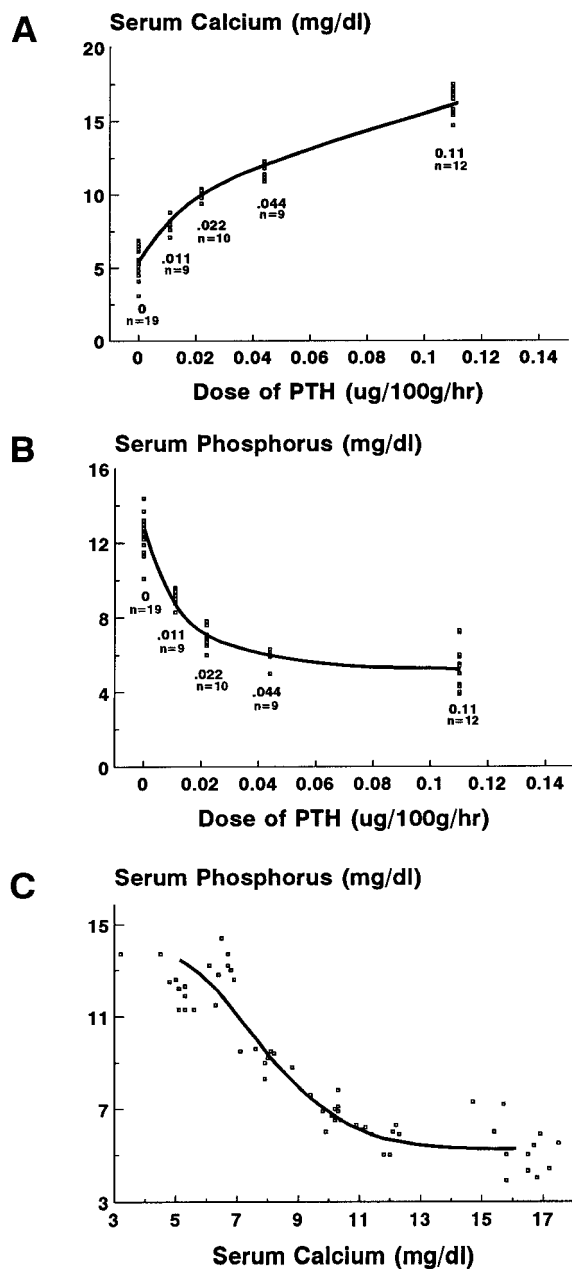 A
Serum Calcium (mg/dl)
20
15
10
5
0
0
n=19
.011
n=9
.022
n=10
.044
n=9
0.11
n=12
0 0.02 0.04 0.06 0.08 0.1 0.12 0.14
Dose of PTH (ug/100g/hr)
B
Serum Phosphorus (mg/dl)
16
12
8
4
0
0
n=19
.011
n=9
.022
n=10
.044
n=9
0.11
n=12
0 0.02 0.04 0.06 0.08 0.1 0.12 0.14
Dose of PTH (ug/100g/hr)
C
Serum Phosphorus (mg/dl)
15
11
7
3
3 5 7 9 11 13 15 17
Serum Calcium (mg/dl)